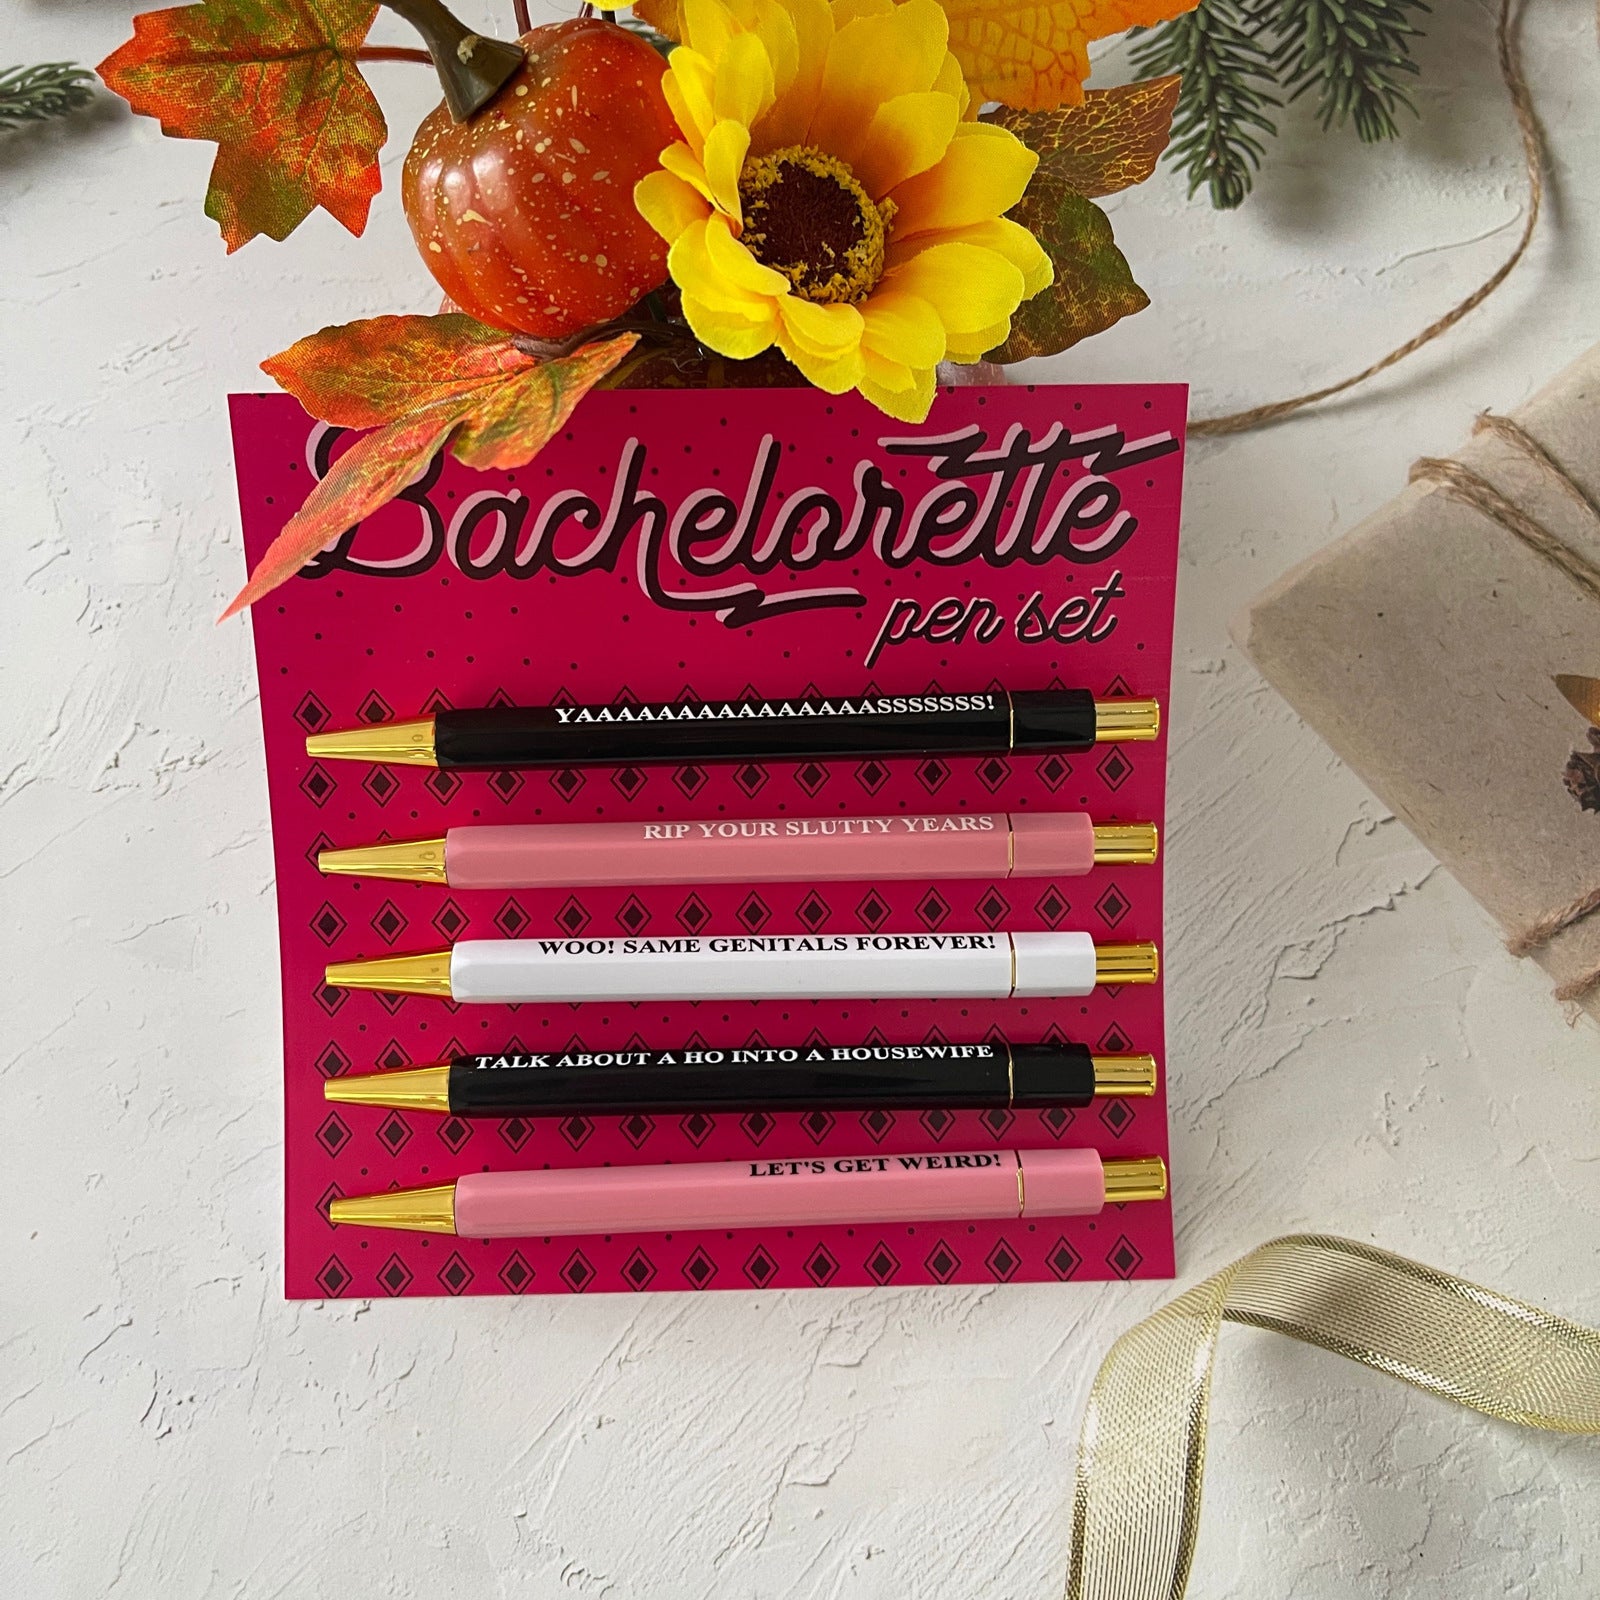 Bachelorette
pen set
YAAAAAAAAAAAAAAAASSSSSSS!
RIP YOUR SLUTTY YEARS
WOO! SAME GENITALS FOREVER!
TALK ABOUT A HO INTO A HOUSEWIFE
LET'S GET WEIRD!